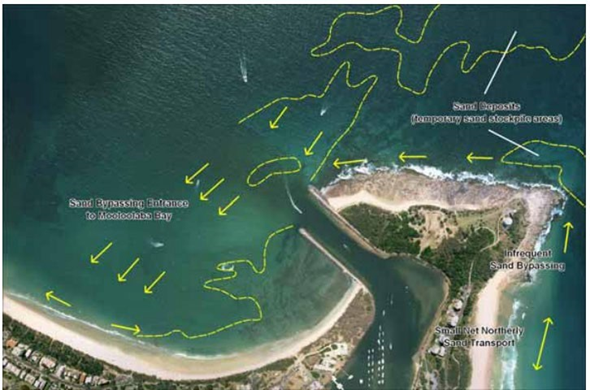 Sand Deposits
(temporary sand stockpile areas)
Sand Bypassing Entrance
to Mooloolaba Bay
Infrequent
Sand Bypassing
Small Net Northerly
Sand Transport